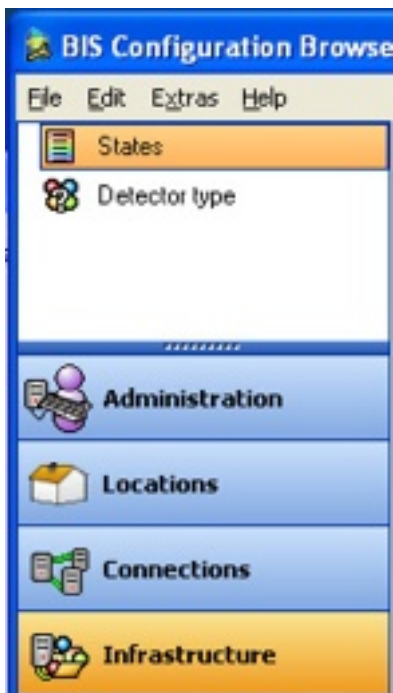 BIS Configuration Browse
File Edit Extras Help
States
Detector type
Administration
Locations
Connections
Infrastructure